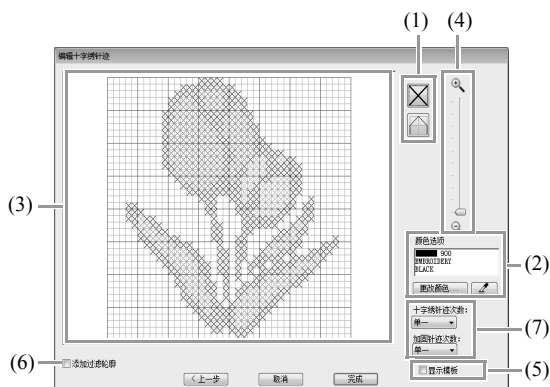 (1)
(4)
编辑十字绣针迹
(3)
颜色选项
900
EMBROIDERY
BLACK
(2)
更改颜色...
十字绣针迹次数:
单一
(7)
加固针迹次数:
单一
(6)
添加过滤轮廓
显示模板
(5)
<上一步
取消
完成